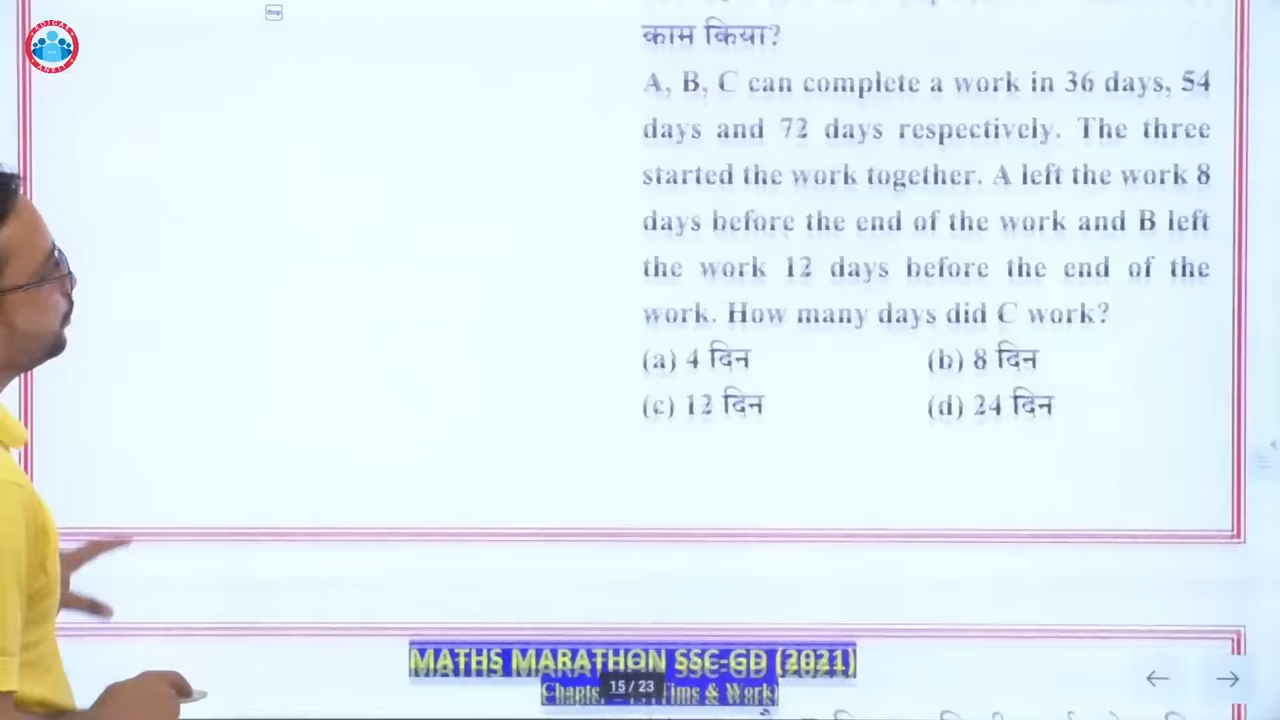 काम किया?
A, B, C can complete a work in 36 days, 54
days and 72 days respectively. The three
started the work together. A left the work 8
days before the end of the work and B left
the work 12 days before the end of the
work. How many days did C work?
(a) 4 दिन (b) 8 दिन
(c) 12 दिन (d) 24 दिन
MATHS MARATHON SSC-GD (2021)
15 / 23
Time & Work)